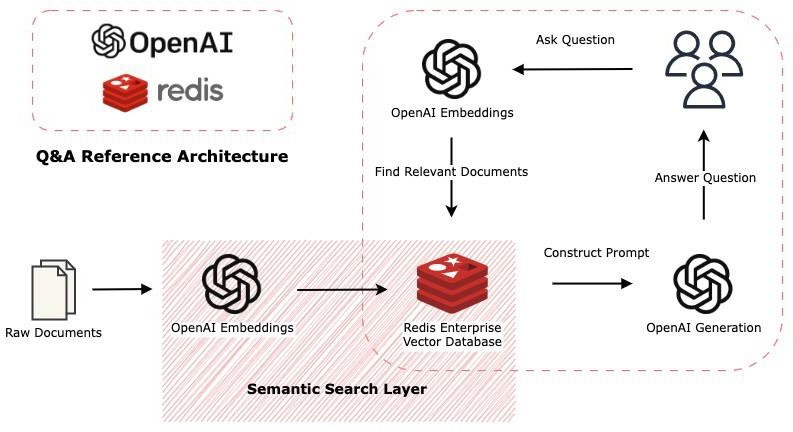 OpenAI
redis
Q&A Reference Architecture
Ask Question
OpenAI Embeddings
Find Relevant Documents
Answer Question
Construct Prompt
Raw Documents
OpenAI Embeddings
Redis Enterprise
Vector Database
OpenAI Generation
Semantic Search Layer